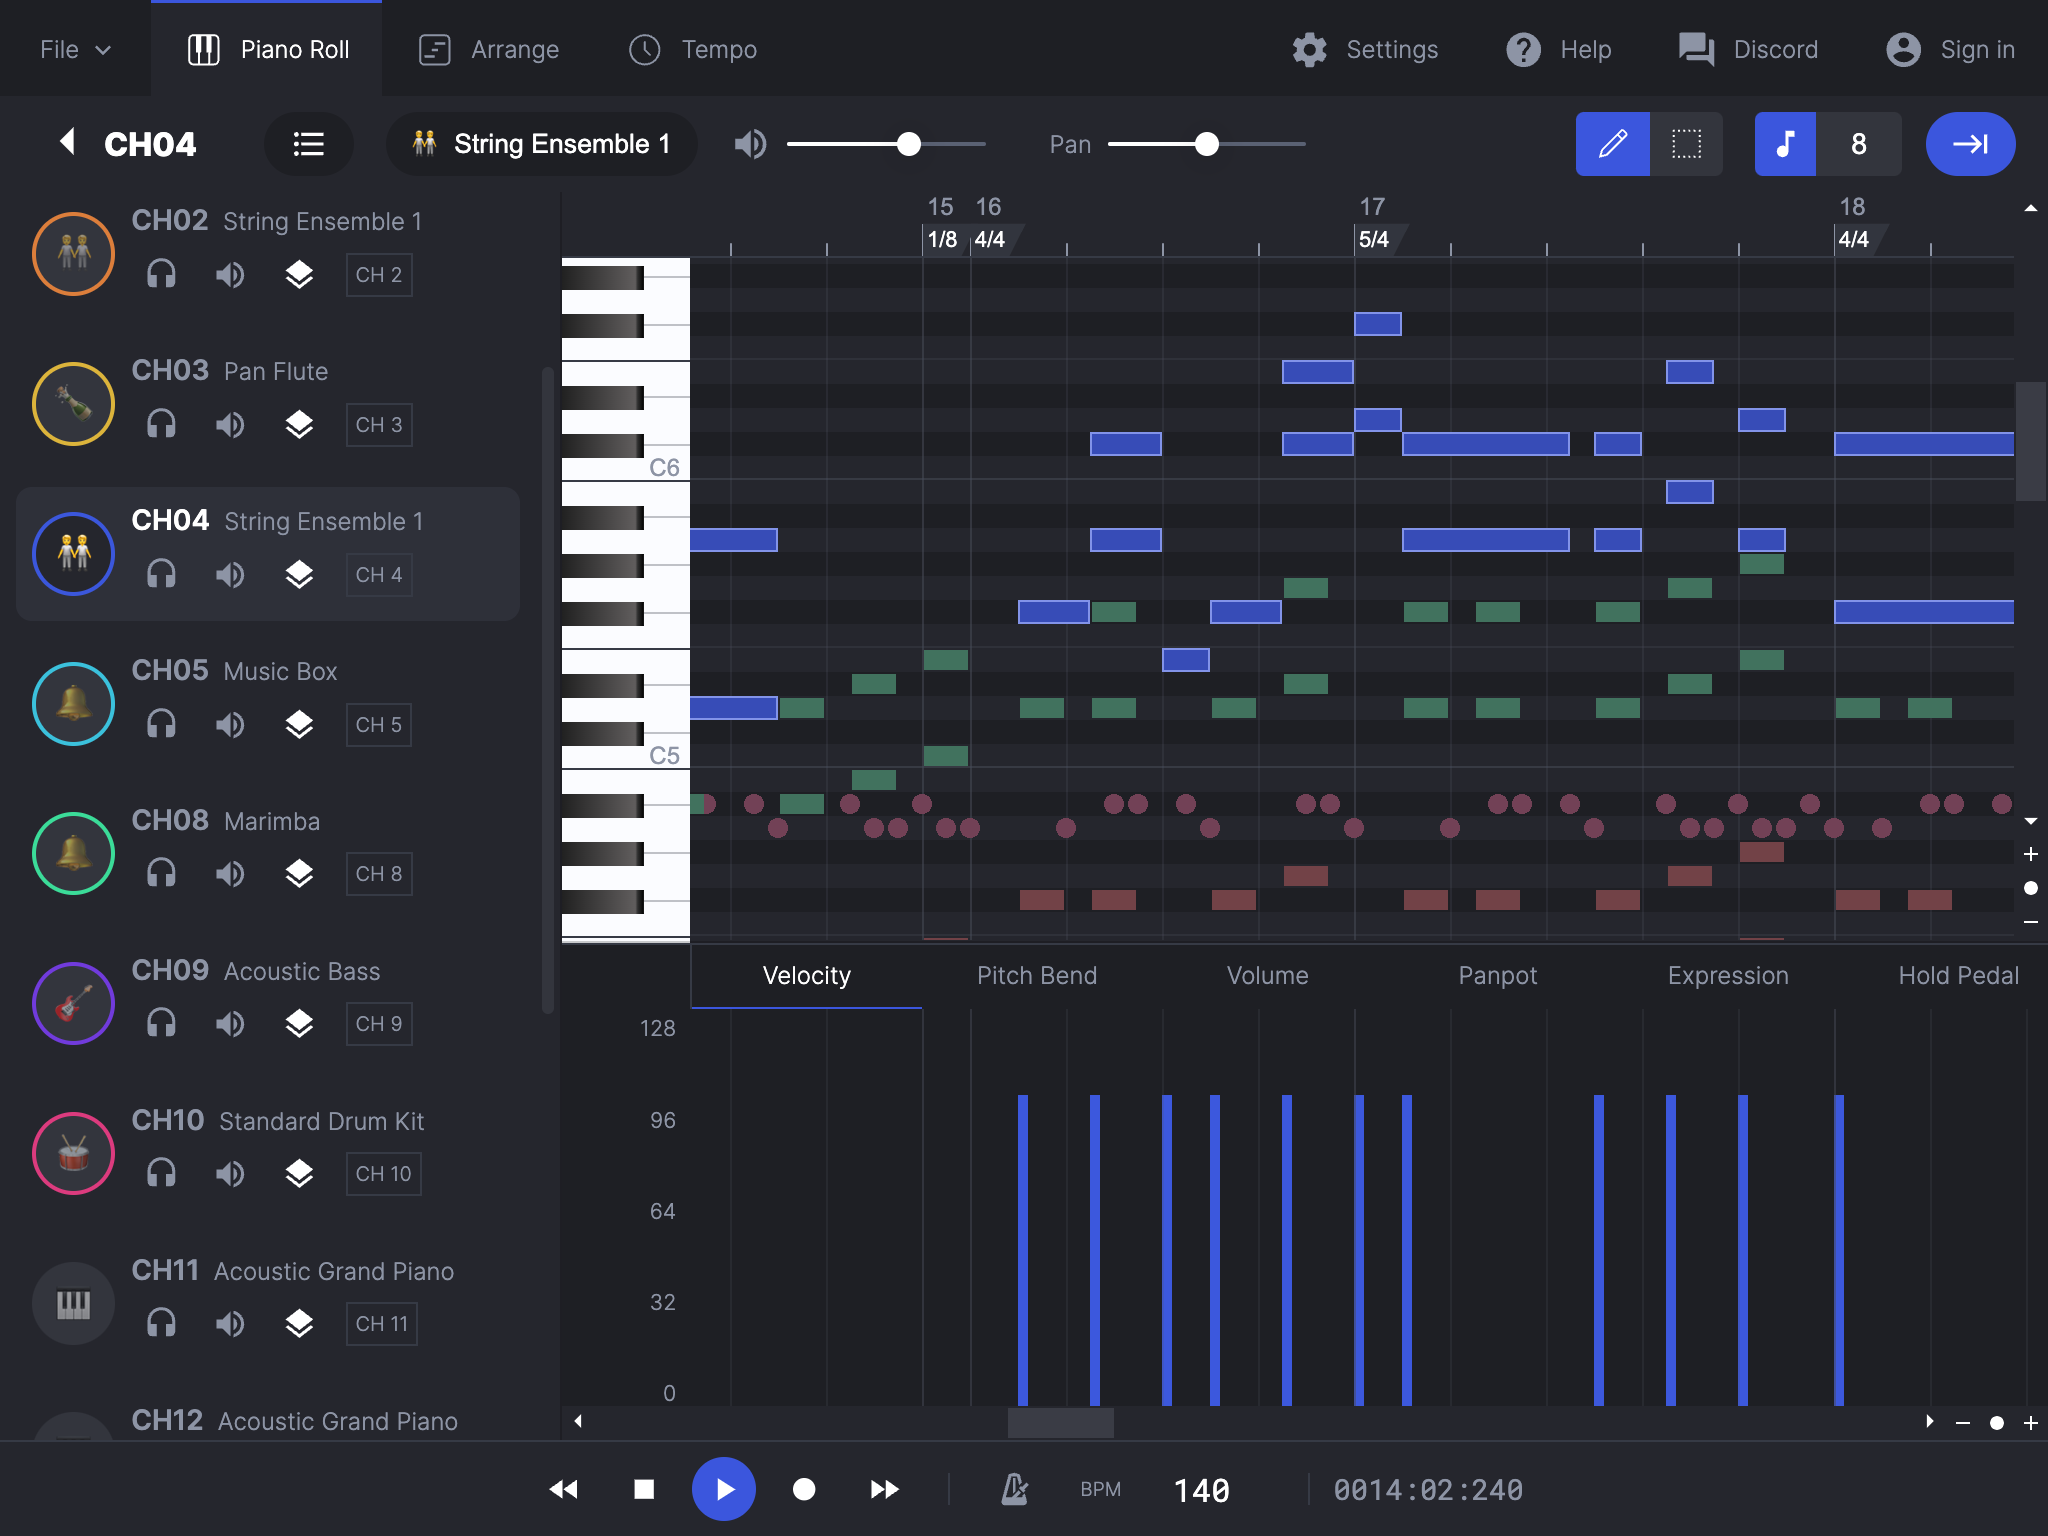 File
Piano Roll
Arrange
Tempo
Settings
Help
Discord
Sign in
CH04
String Ensemble 1
Pan
8
CH02 String Ensemble 1
CH 2
CH03 Pan Flute
CH 3
CH04 String Ensemble 1
CH 4
CH05 Music Box
CH 5
CH08 Marimba
CH 8
CH09 Acoustic Bass
CH 9
CH10 Standard Drum Kit
CH 10
CH11 Acoustic Grand Piano
CH 11
CH12 Acoustic Grand Piano
15 16 17 18
1/8 4/4 5/4 4/4
C6
C5
Velocity Pitch Bend Volume Panpot Expression Hold Pedal
128
96
64
32
0
BPM 140 0014:02:240